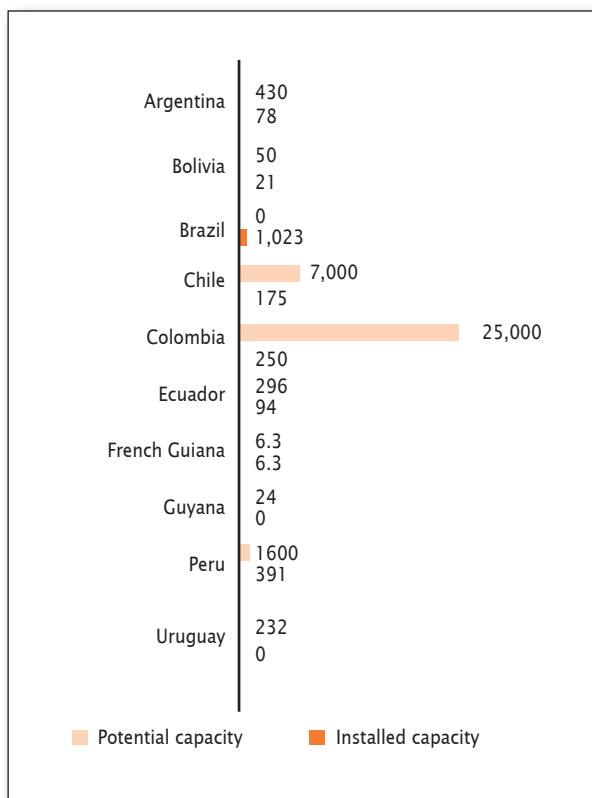 Argentina
430
78
Bolivia
50
21
Brazil
0
1,023
Chile
7,000
175
Colombia
25,000
250
Ecuador
296
94
French Guiana
6.3
6.3
Guyana
24
0
Peru
1600
391
Uruguay
232
0
Potential capacity
Installed capacity